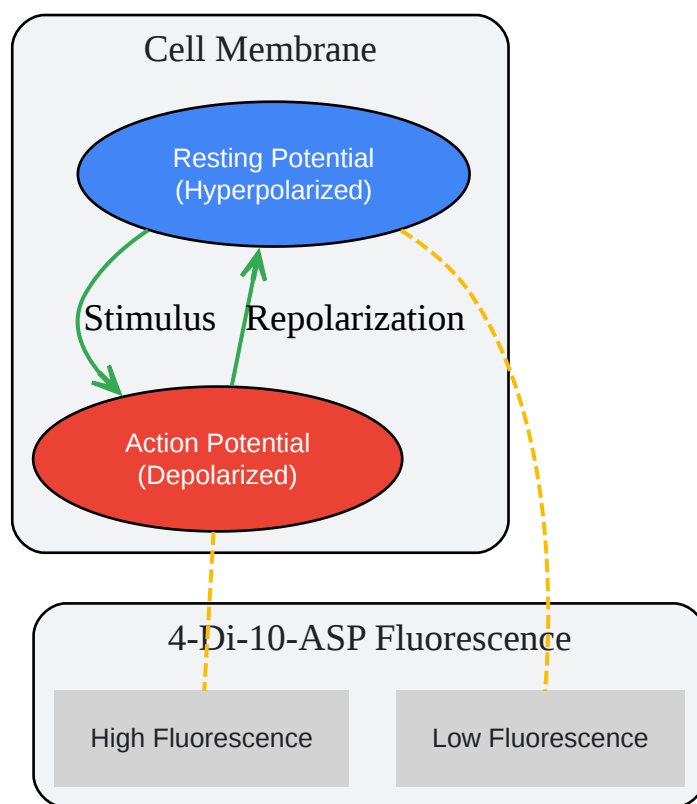 Cell Membrane
Resting Potential
(Hyperpolarized)
Stimulus
Repolarization
Action Potential
(Depolarized)
4-Di-10-ASP Fluorescence
High Fluorescence
Low Fluorescence